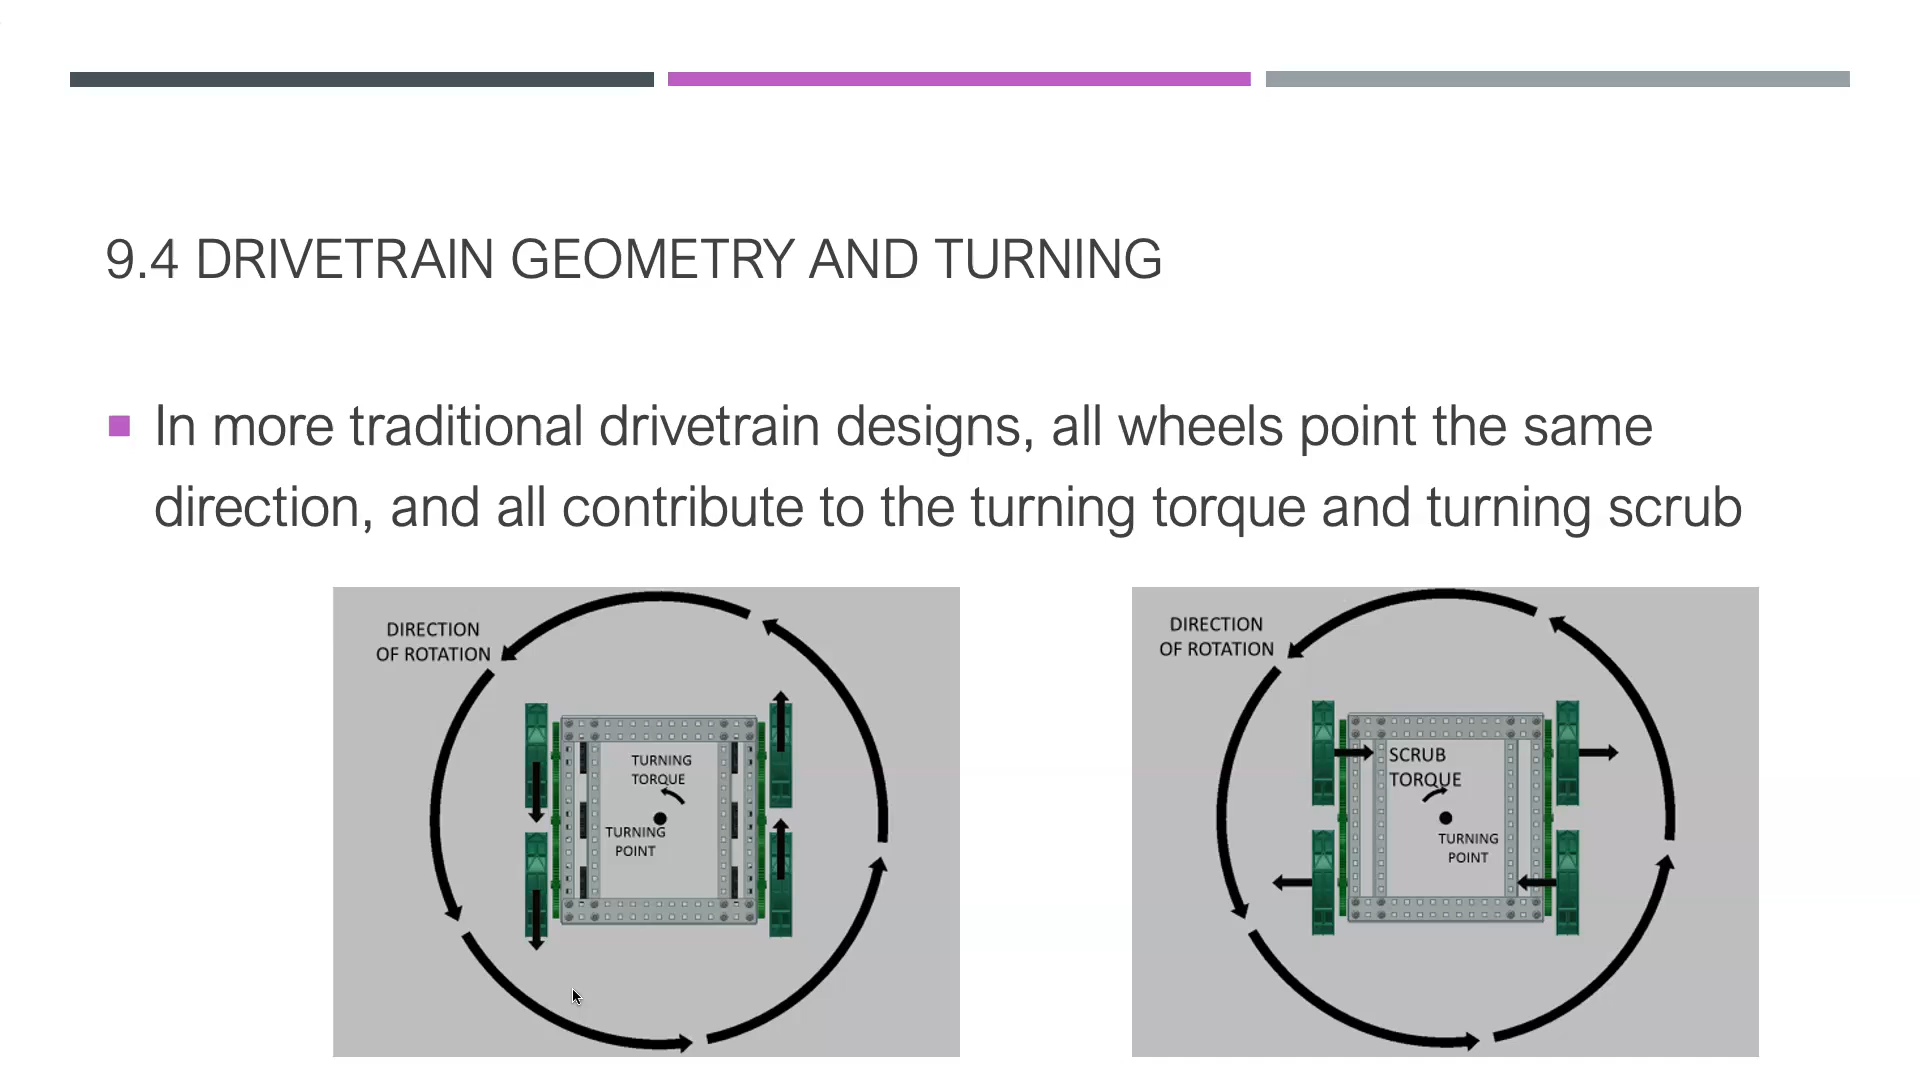 9.4 DRIVETRAIN GEOMETRY AND TURNING
In more traditional drivetrain designs, all wheels point the same
direction, and all contribute to the turning torque and turning scrub
DIRECTION
OF ROTATION
TURNING
TORQUE
TURNING
POINT
DIRECTION
OF ROTATION
SCRUB
TORQUE
TURNING
POINT